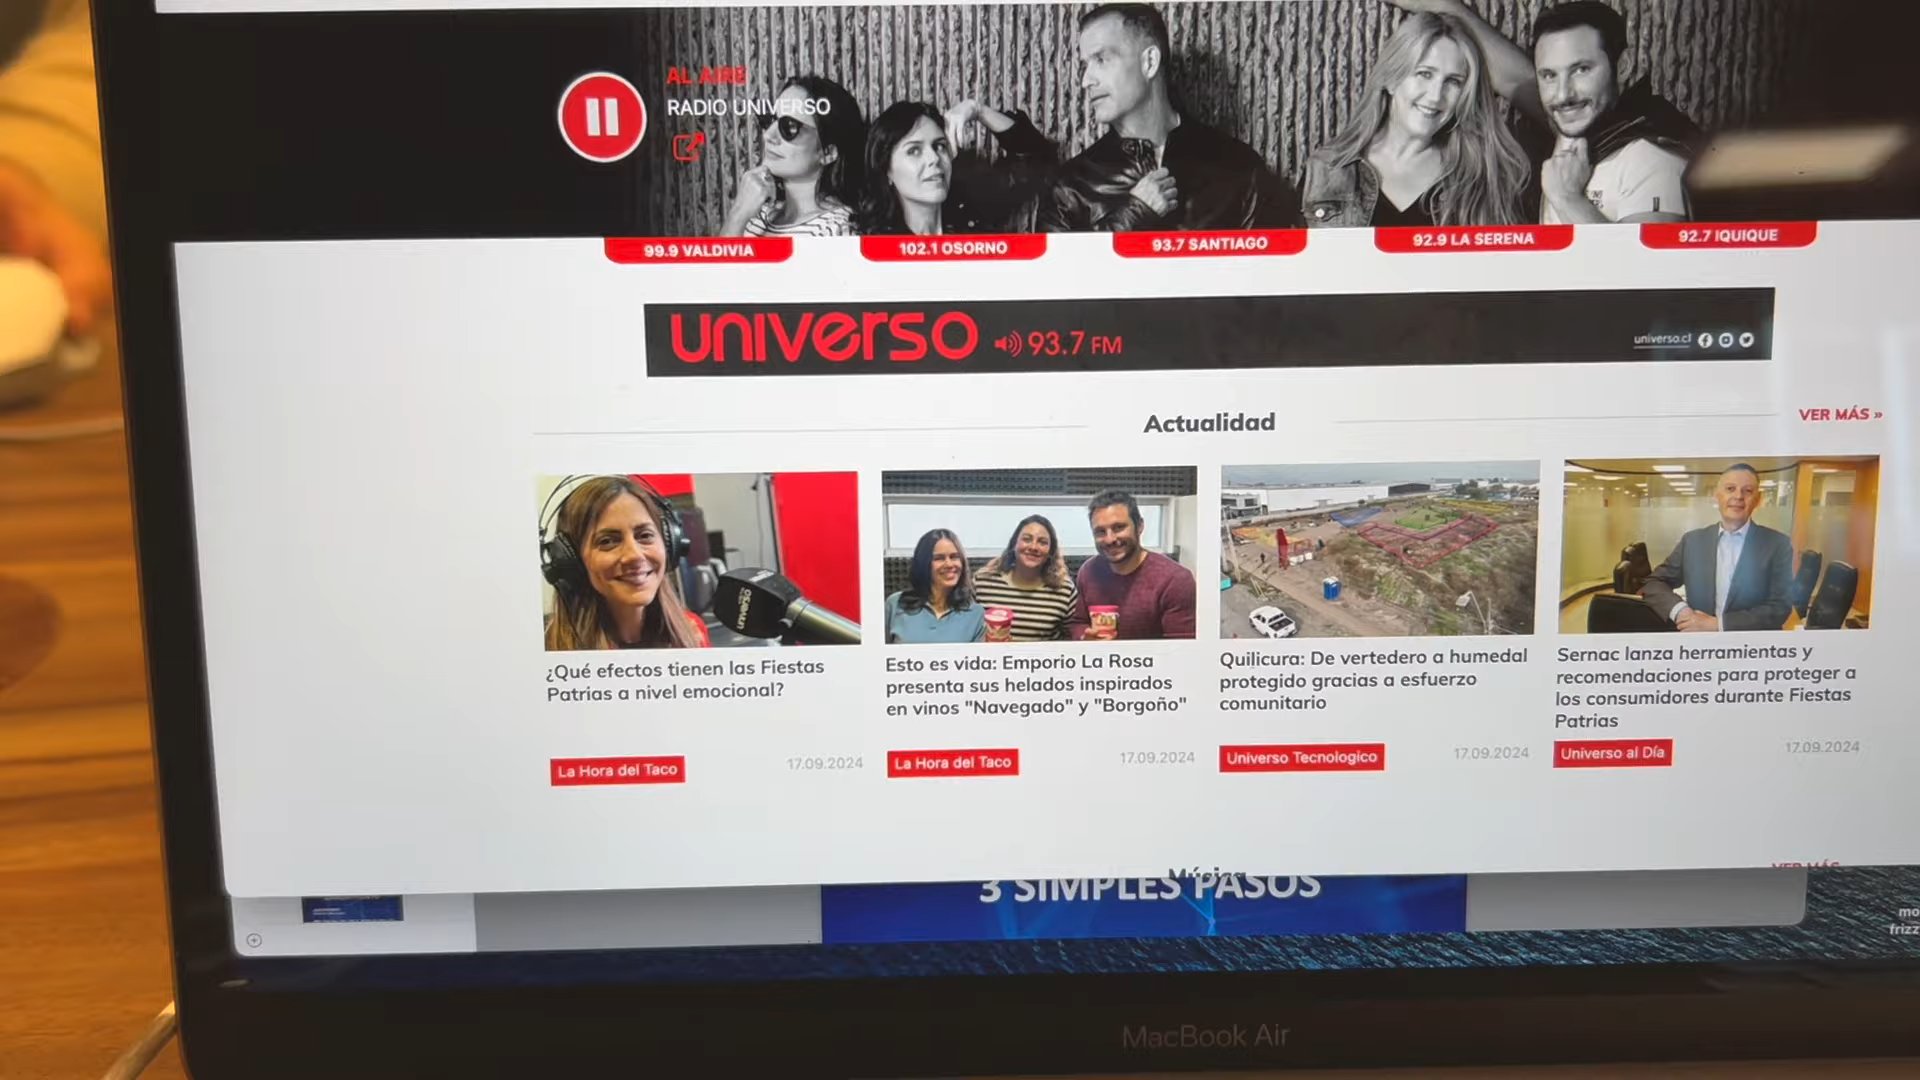 AL AIRE
RADIO UNIVERSO
99.9 VALDIVIA
102.1 OSORNO
93.7 SANTIAGO
92.9 LA SERENA
92.7 IQUIQUE
universo 93.7 FM
universo.cl
Actualidad
VER MÁS »
universo
¿Qué efectos tienen las Fiestas
Patrias a nivel emocional?
La Hora del Taco
17.09.2024
Esto es vida: Emporio La Rosa
presenta sus helados inspirados
en vinos "Navegado" y "Borgoño"
La Hora del Taco
17.09.2024
Quilicura: De vertedero a humedal
protegido gracias a esfuerzo
comunitario
Universo Tecnologico
17.09.2024
Sernac lanza herramientas y
recomendaciones para proteger a
los consumidores durante Fiestas
Patrias
Universo al Día
17.09.2024
Música
VER MÁS
3 SIMPLES PASOS
MacBook Air